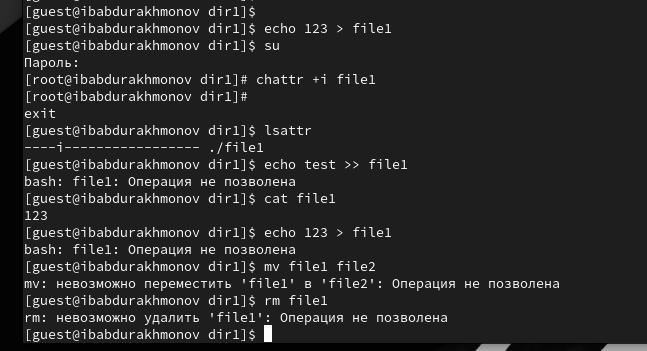 [guest@ibabdurakhmonov dir1]$
[guest@ibabdurakhmonov dir1]$ echo 123 > file1
[guest@ibabdurakhmonov dir1]$ su
Пароль:
[root@ibabdurakhmonov dir1]# chattr +i file1
[root@ibabdurakhmonov dir1]#
exit
[guest@ibabdurakhmonov dir1]$ lsattr
----i----------------- ./file1
[guest@ibabdurakhmonov dir1]$ echo test >> file1
bash: file1: Операция не позволена
[guest@ibabdurakhmonov dir1]$ cat file1
123
[guest@ibabdurakhmonov dir1]$ echo 123 > file1
bash: file1: Операция не позволена
[guest@ibabdurakhmonov dir1]$ mv file1 file2
mv: невозможно переместить 'file1' в 'file2': Операция не позволена
[guest@ibabdurakhmonov dir1]$ rm file1
rm: невозможно удалить 'file1': Операция не позволена
[guest@ibabdurakhmonov dir1]$